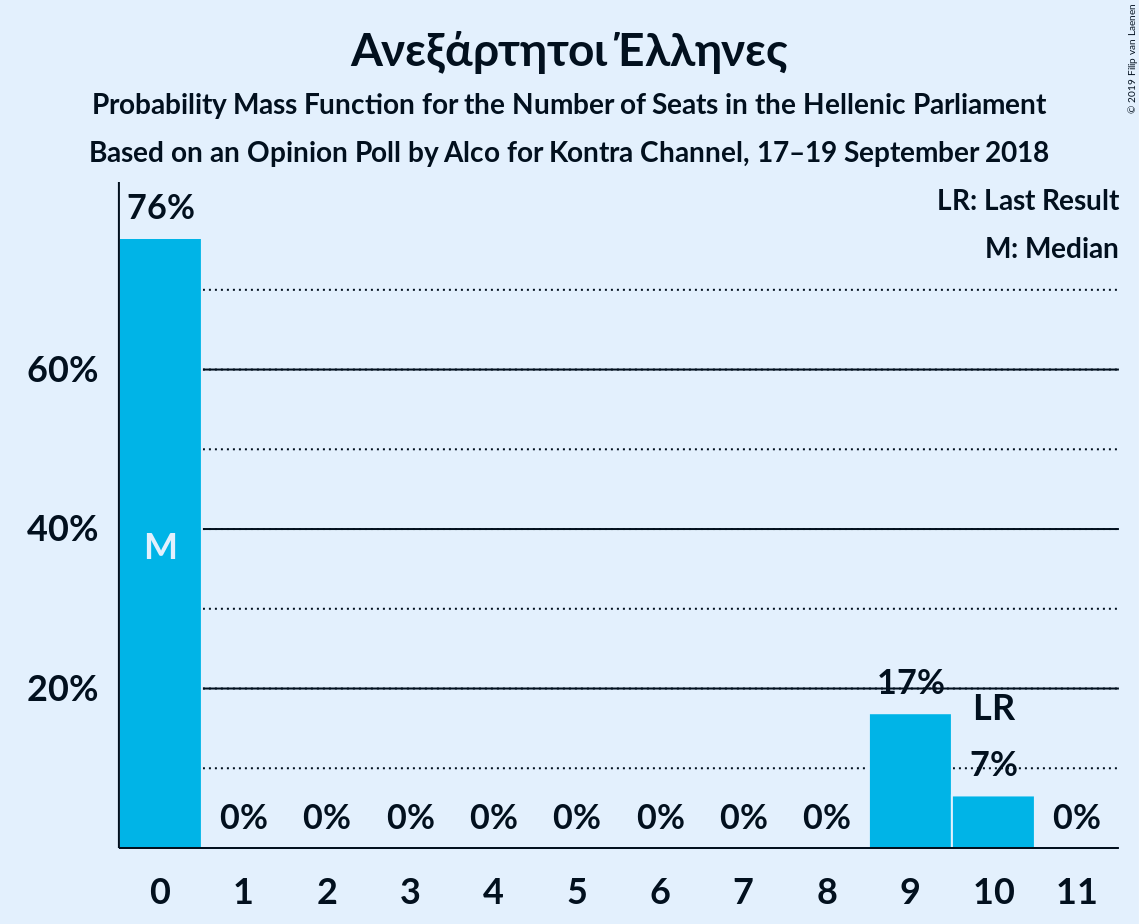 Ανεξάρτητοι Έλληνες
Probability Mass Function for the Number of Seats in the Hellenic Parliament
Based on an Opinion Poll by Alco for Kontra Channel, 17–19 September 2018
© 2019 Filip van Laenen
LR: Last Result
M: Median
76%
60%
40%
20%
M
0% 0% 0% 0% 0% 0% 0% 0%
17%
LR
7%
0%
0 1 2 3 4 5 6 7 8 9 10 11